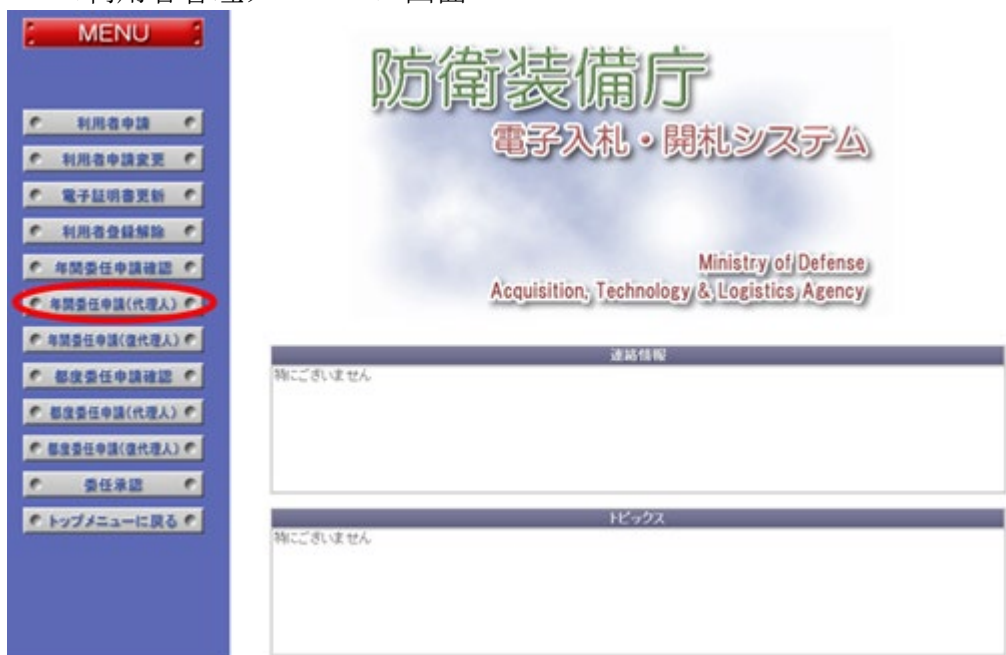 MENU
利用者申請
利用者申請変更
電子証明書更新
利用者登録解除
年間委任申請確認
年間委任申請(代理人)
年間委任申請(復代理人)
都度委任申請確認
都度委任申請(代理人)
都度委任申請(復代理人)
委任承認
トップメニューに戻る
防衛装備庁
電子入札・開札システム
Ministry of Defense
Acquisition, Technology & Logistics Agency
連絡情報
特にございません
トピックス
特にございません